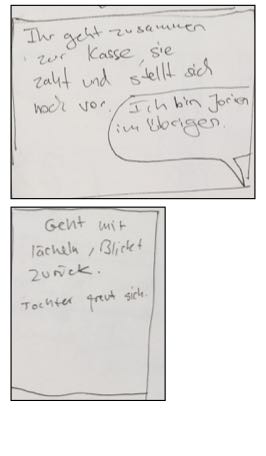 Ihr geht zusammen
zur Kasse, sie
zahlt und stellt sich
noch vor.
Ich bin Jorien
im Übrigen.
Geht mit
lächeln, Blickt
zurück.
Tochter freut sich.